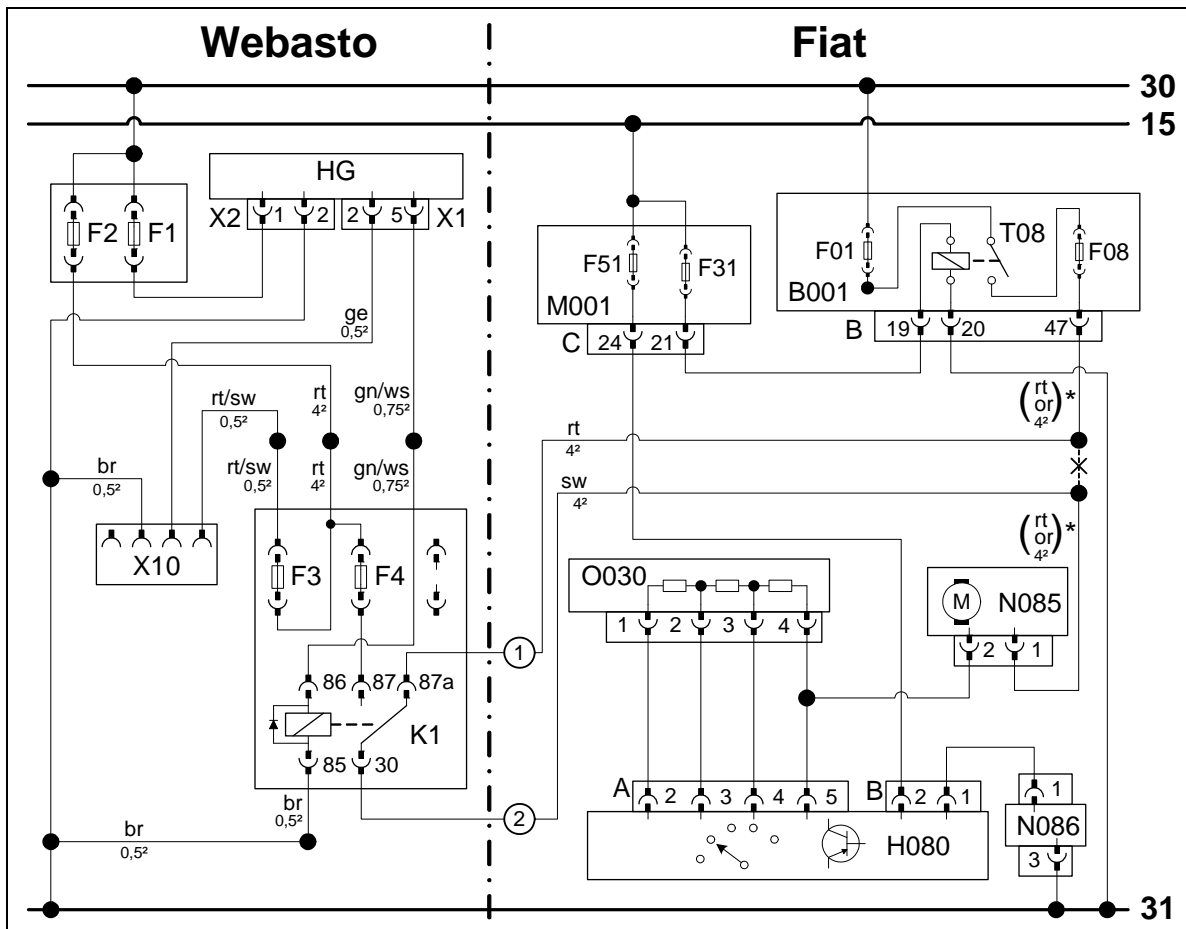 Webasto
Fiat
30
15
HG
F2 F1
X2 1 2 2 5 X1
F51 F31
M001
C 24 21
F01 T08 F08
B001
B 19 20 47
ge
0,5²
rt/sw
0,5²
rt
4²
gn/ws
0,75²
(rt
or
4²)*
rt
4²
br
0,5²
rt/sw
0,5²
rt
4²
gn/ws
0,75²
sw
4²
(rt
or
4²)*
X10
F3 F4
O030
1 2 3 4
M N085
2 1
1
86 87 87a
K1
85 30
A 2 3 4 5
B 2 1
1
N086
3
H080
br
0,5²
2
br
0,5²
31